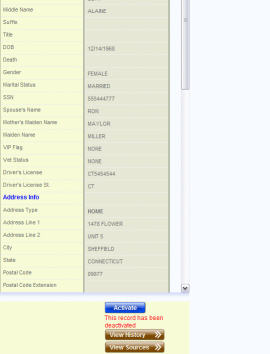 Middle Name ALAINE
Suffix
Title
DOB 12/14/1960
Death
Gender FEMALE
Marital Status MARRIED
SSN 555444777
Spouse's Name RON
Mother's Maiden Name MAYLOR
Maiden Name MILLER
VIP Flag NONE
Vet Status NONE
Driver's License CT5454544
Driver's License St. CT
Address Info
Address Type HOME
Address Line 1 1478 FLOWER
Address Line 2 UNIT 5
City SHEFFIELD
State CONNECTICUT
Postal Code 09877
Postal Code Extension
Activate
This record has been
deactivated
View History
View Sources